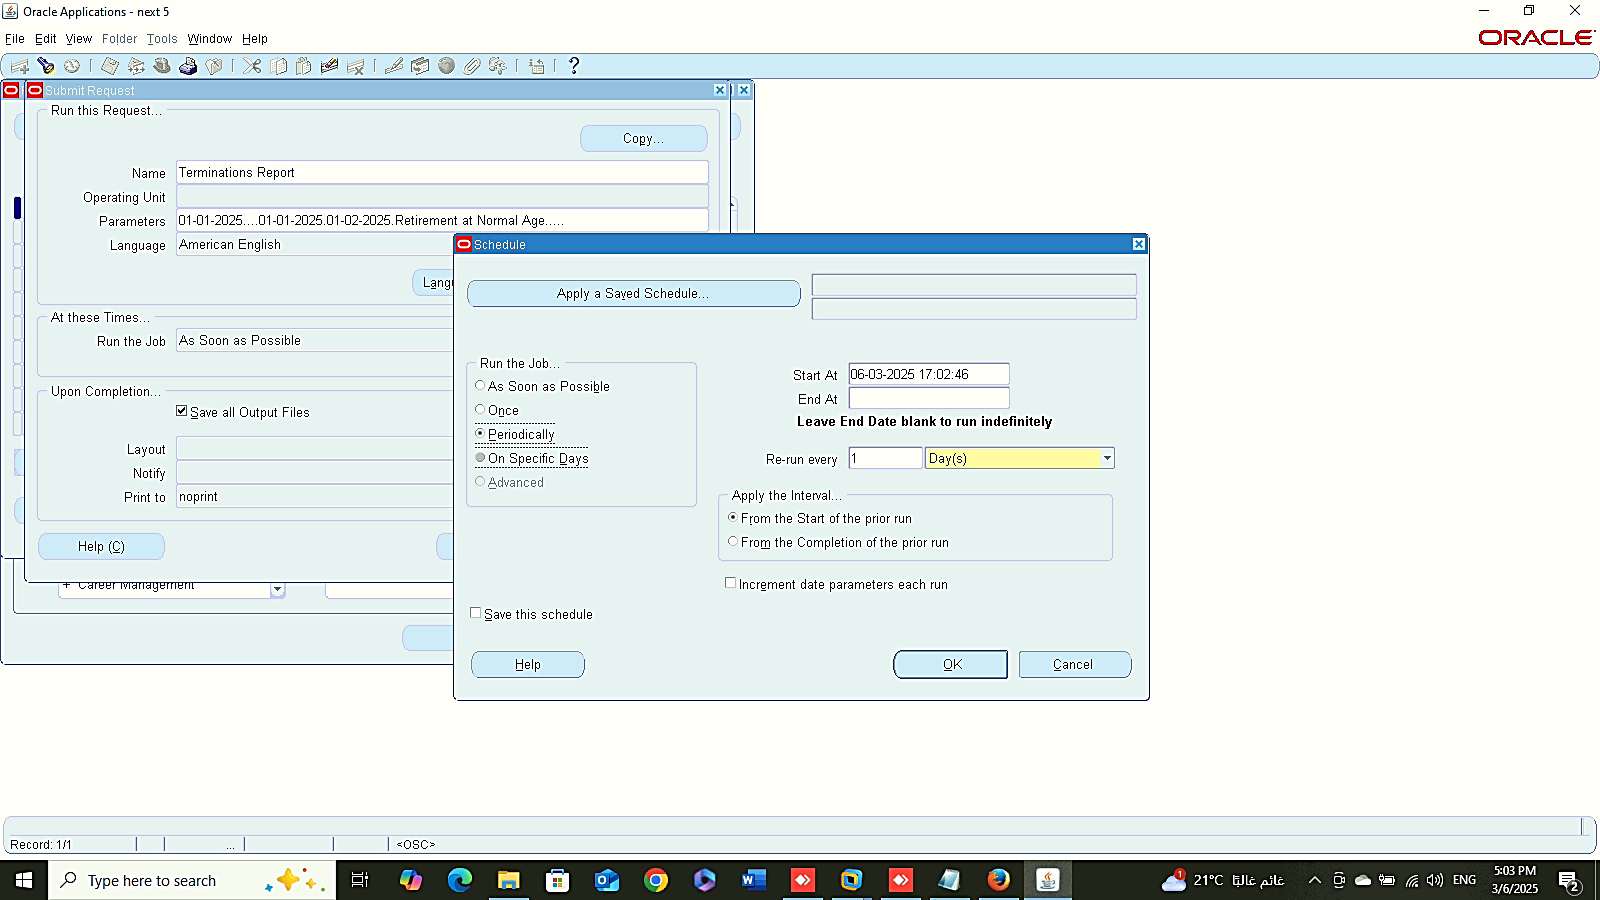 Oracle Applications - next 5
File Edit View Folder Tools Window Help
ORACLE
Submit Request
Run this Request...
Copy...
Name Terminations Report
Operating Unit
Parameters 01-01-2025....01-01-2025.01-02-2025.Retirement at Normal Age.....
Language American English
Schedule
Langu
Apply a Saved Schedule...
At these Times...
Run the Job As Soon as Possible
Run the Job...
As Soon as Possible
Once
Periodically
On Specific Days
Advanced
Start At 06-03-2025 17:02:46
End At
Leave End Date blank to run indefinitely
Re-run every 1 Day(s)
Upon Completion...
Save all Output Files
Layout
Notify
Print to noprint
Apply the Interval...
From the Start of the prior run
From the Completion of the prior run
Increment date parameters each run
Help (C)
+ Career Management
Save this schedule
Help OK Cancel
Record: 1/1 ... <OSC>
Type here to search
1
21°C غائم غالبًا
ENG
5:03 PM
3/6/2025
2